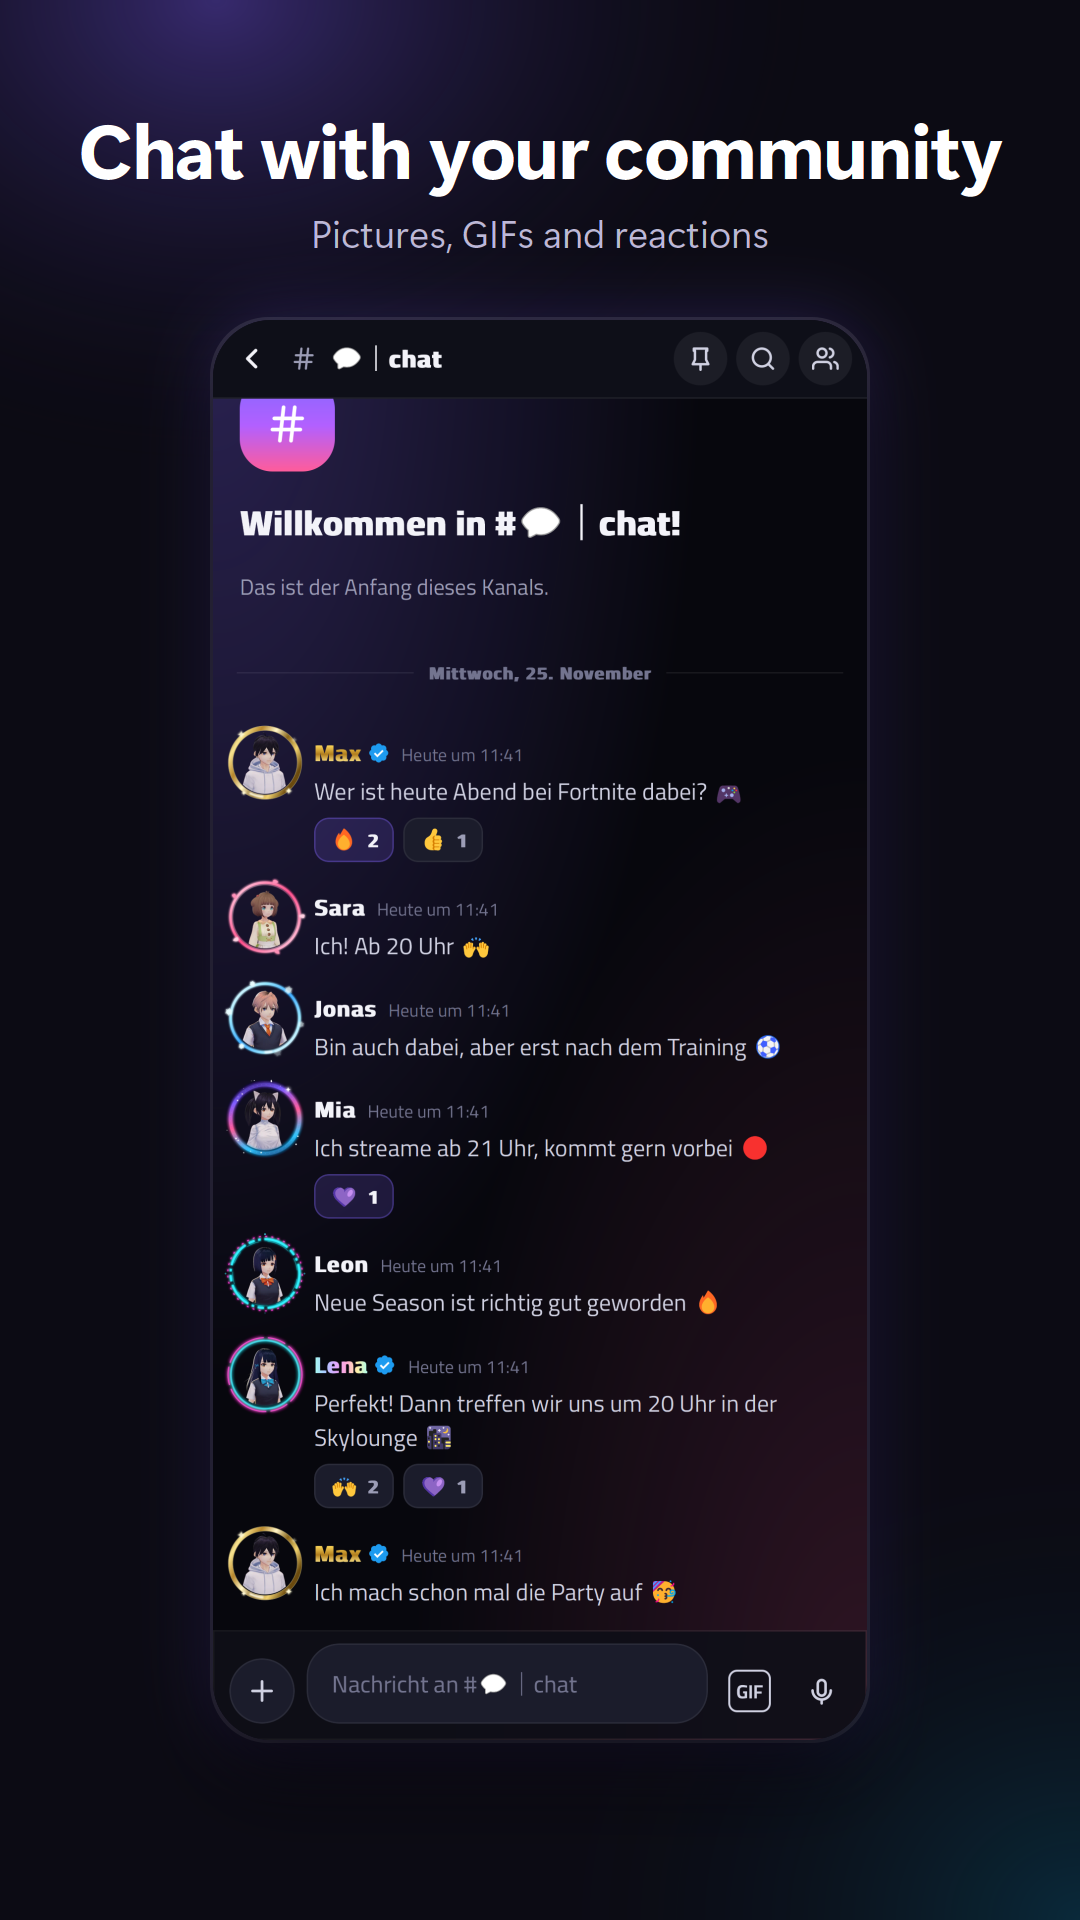 Chat with your community
Pictures, GIFs and reactions
# 💬 | chat
#
Willkommen in #💬 | chat!
Das ist der Anfang dieses Kanals.
Mittwoch, 25. November
Max Heute um 11:41
Wer ist heute Abend bei Fortnite dabei? 🎮
🔥 2 👍 1
Sara Heute um 11:41
Ich! Ab 20 Uhr 🙌
Jonas Heute um 11:41
Bin auch dabei, aber erst nach dem Training ⚽
Mia Heute um 11:41
Ich streame ab 21 Uhr, kommt gern vorbei 🔴
💜 1
Leon Heute um 11:41
Neue Season ist richtig gut geworden 🔥
Lena Heute um 11:41
Perfekt! Dann treffen wir uns um 20 Uhr in der
Skylounge 🌃
🙌 2 💜 1
Max Heute um 11:41
Ich mach schon mal die Party auf 🥳
Nachricht an #💬 | chat
GIF